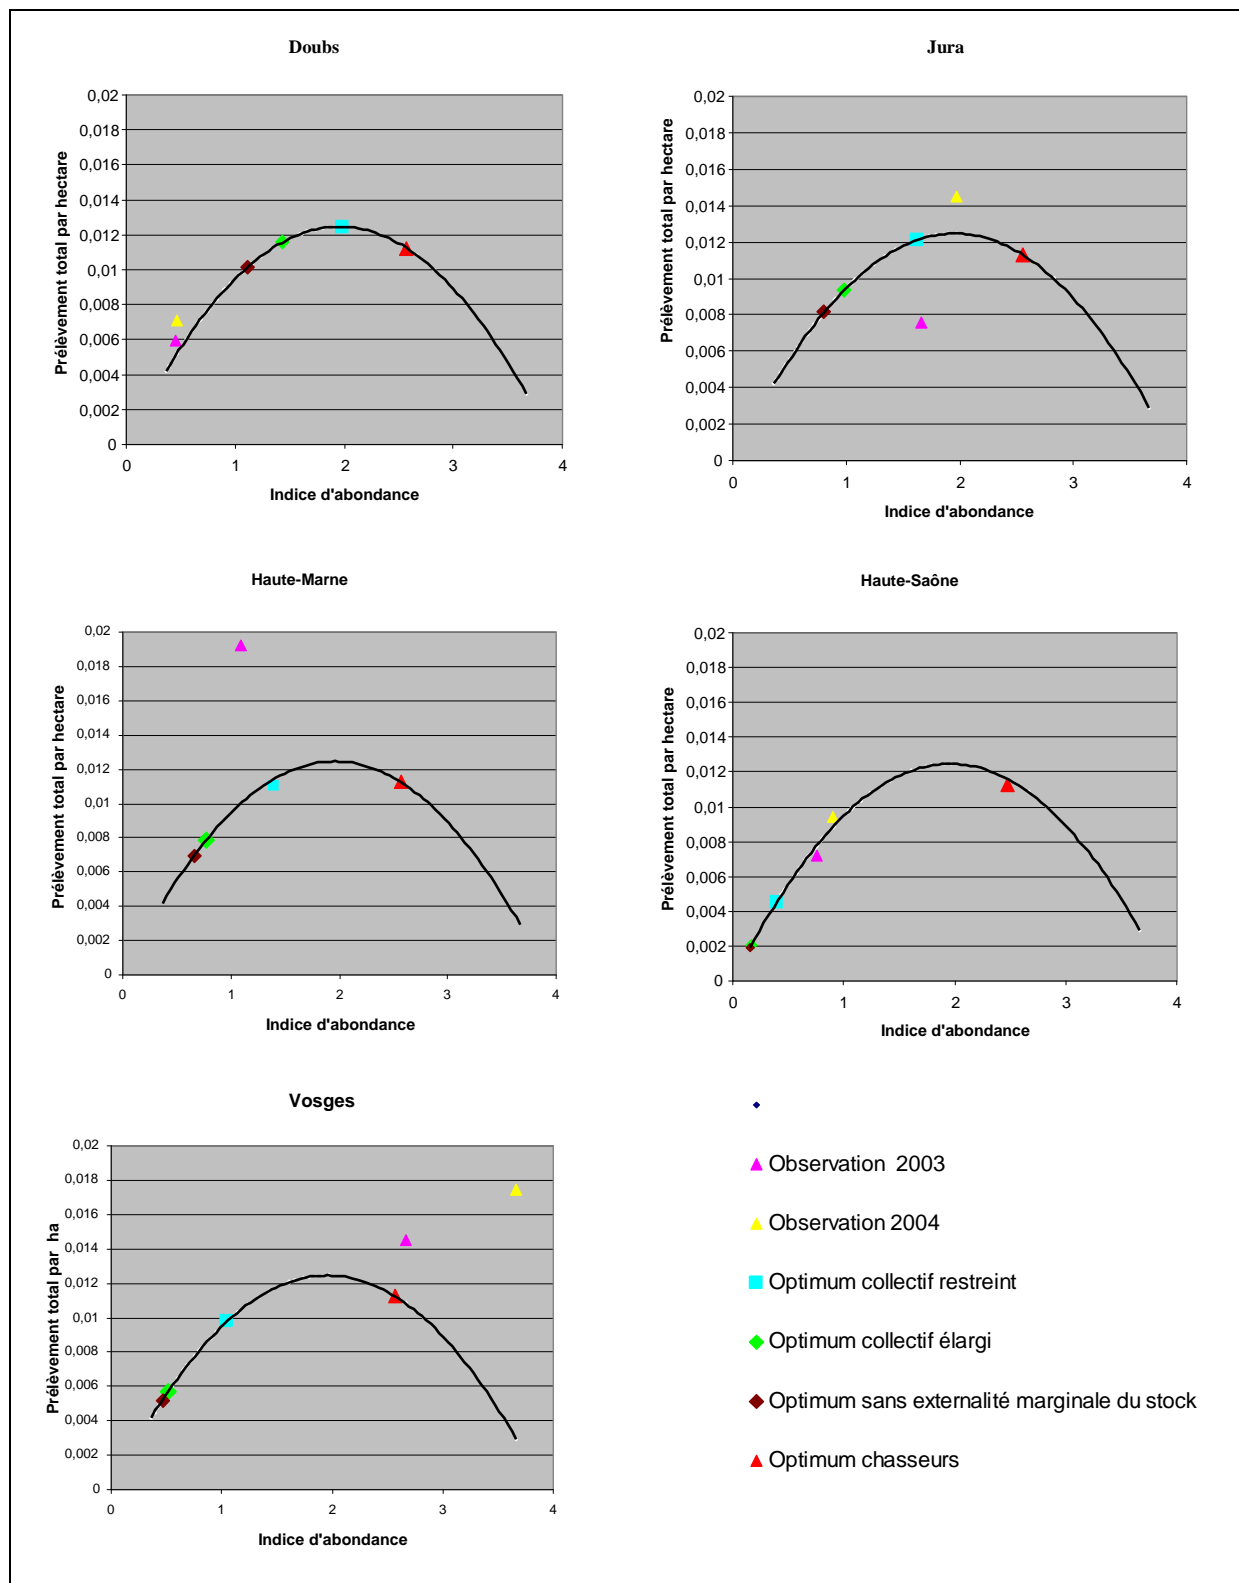 Doubs
Prélèvement total par hectare
0,02
0,018
0,016
0,014
0,012
0,01
0,008
0,006
0,004
0,002
0
0 1 2 3 4
Indice d'abondance
Jura
Prélèvement total par hectare
0,02
0,018
0,016
0,014
0,012
0,01
0,008
0,006
0,004
0,002
0
0 1 2 3 4
Indice d'abondance
Haute-Marne
Prélèvement total par hectare
0,02
0,018
0,016
0,014
0,012
0,01
0,008
0,006
0,004
0,002
0
0 1 2 3 4
Indice d'abondance
Haute-Saône
Prélèvement total par hectare
0,02
0,018
0,016
0,014
0,012
0,01
0,008
0,006
0,004
0,002
0
0 1 2 3 4
Indice d'abondance
Vosges
Prélèvement total par ha
0,02
0,018
0,016
0,014
0,012
0,01
0,008
0,006
0,004
0,002
0
0 1 2 3 4
Indice d'abondance
Observation 2003
Observation 2004
Optimum collectif restreint
Optimum collectif élargi
Optimum sans externalité marginale du stock
Optimum chasseurs